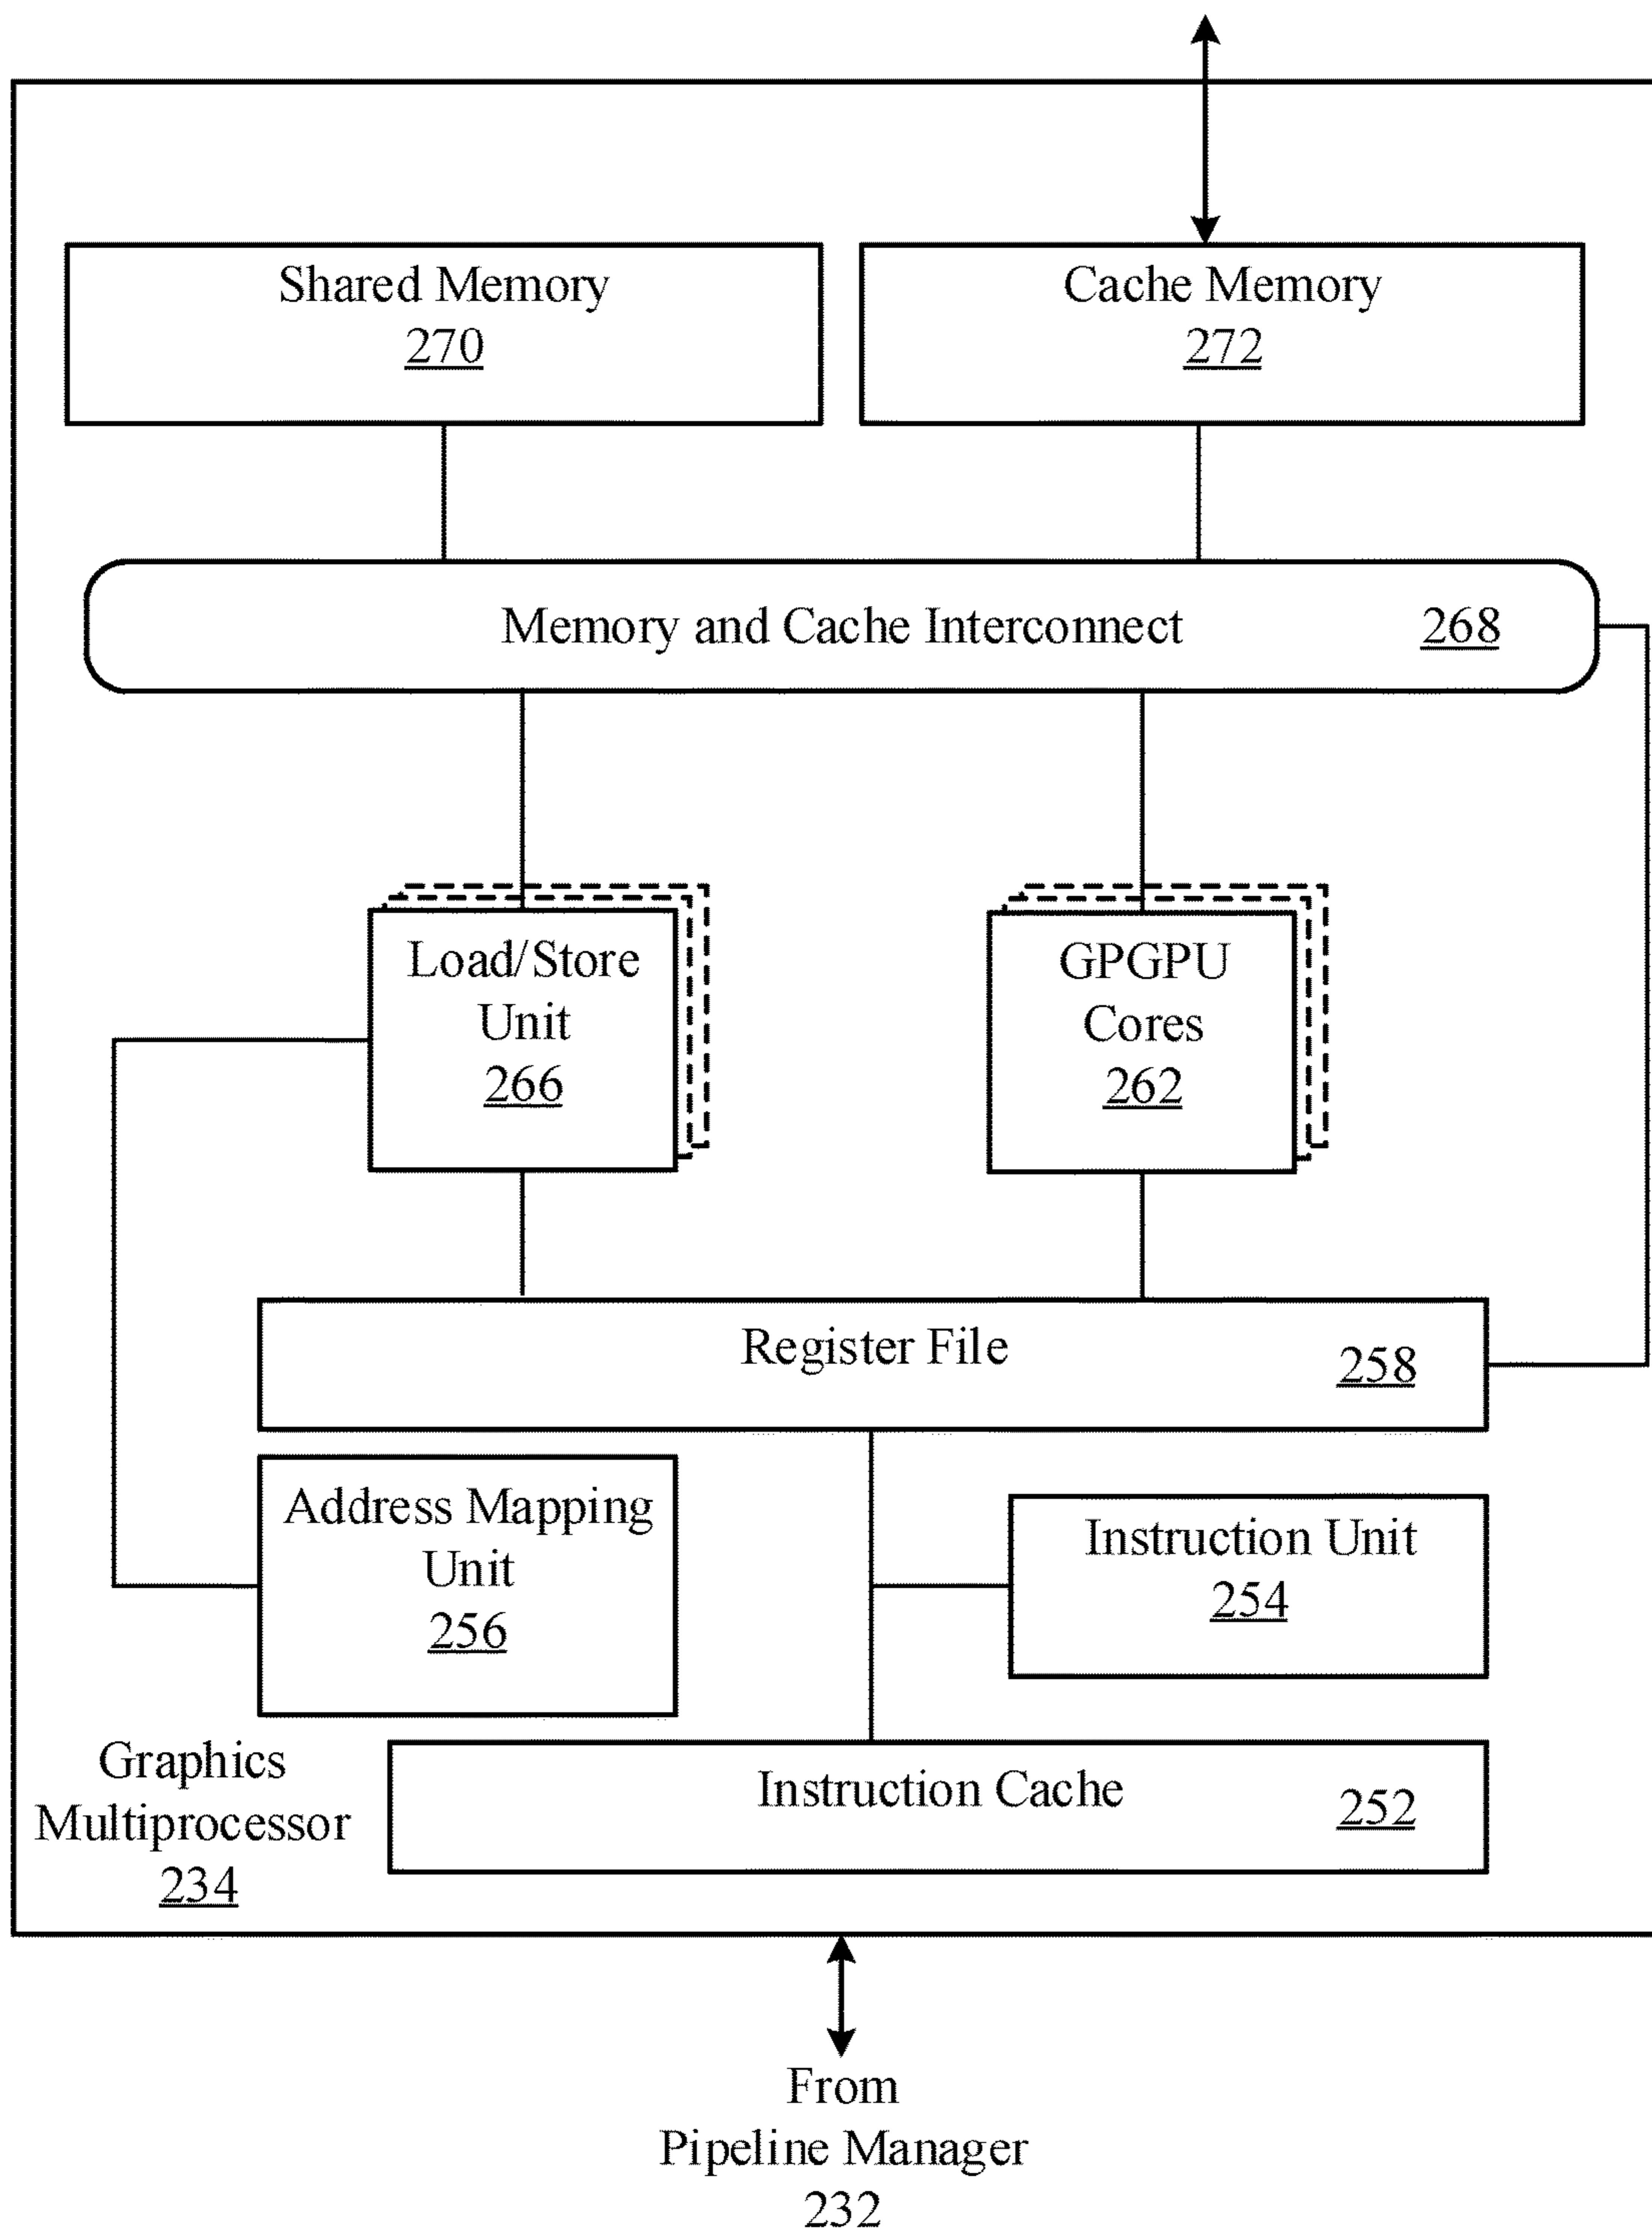 Shared Memory
270
Cache Memory
272
Memory and Cache Interconnect 268
Load/Store
Unit
266
GPGPU
Cores
262
Register File 258
Address Mapping
Unit
256
Instruction Unit
254
Graphics
Multiprocessor
234
Instruction Cache 252
From
Pipeline Manager
232